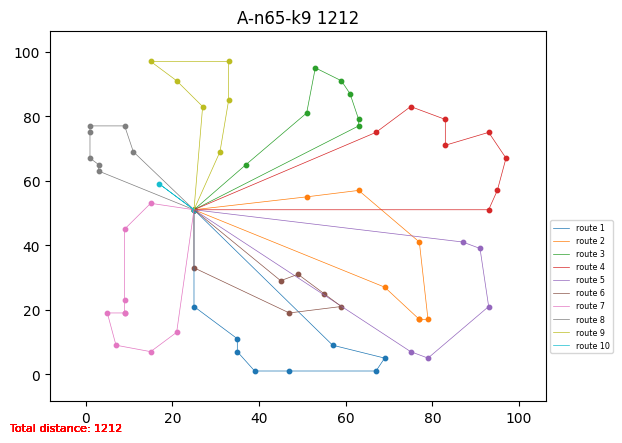 A-n65-k9 1212
100
80
60
40
20
0
0 20 40 60 80 100
route 1
route 2
route 3
route 4
route 5
route 6
route 7
route 8
route 9
route 10
Total distance: 1212